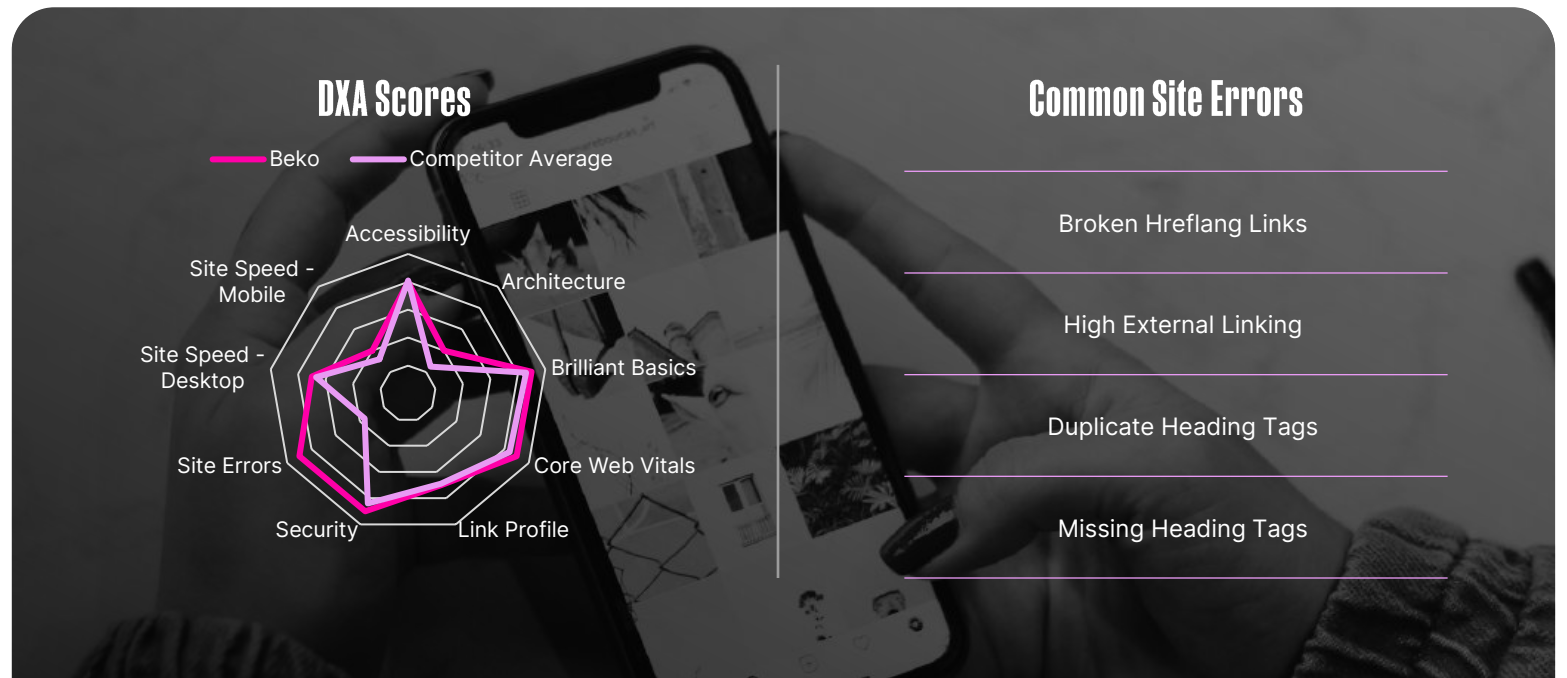 DXA Scores
Beko
Competitor Average
Accessibility
Architecture
Brilliant Basics
Core Web Vitals
Link Profile
Security
Site Errors
Site Speed -
Desktop
Site Speed -
Mobile
Common Site Errors
Broken Hreflang Links
High External Linking
Duplicate Heading Tags
Missing Heading Tags